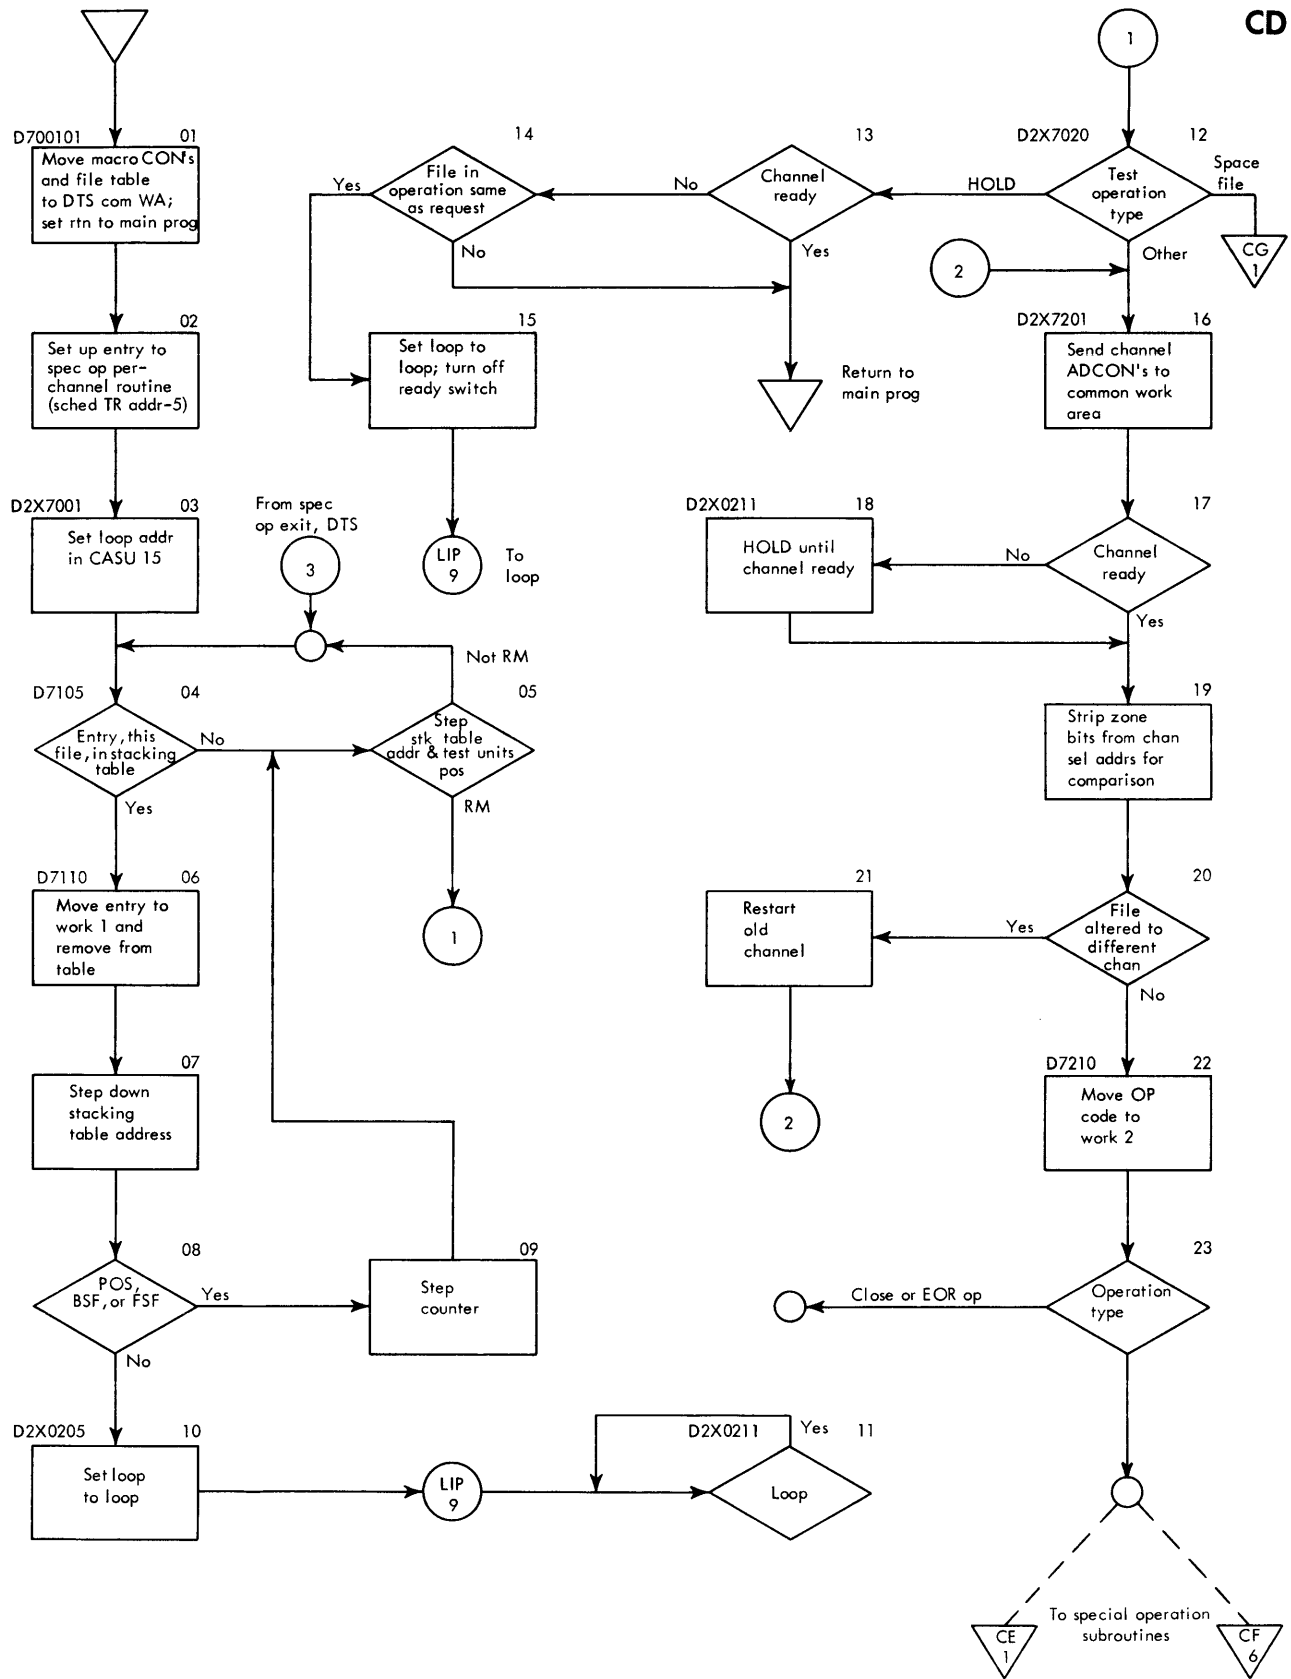 CD
D700101 01
Move macro CON's
and file table
to DTS com WA;
set rtn to main prog
02
Set up entry to
spec op per-
channel routine
(sched TR addr-5)
D2X7001 03
Set loop addr
in CASU 15
From spec
op exit, DTS
3
D7105 04
Entry, this
file, in stacking
table
No
Yes
Not RM
05
Step
stk table
addr & test units
pos
RM
1
D7110 06
Move entry to
work 1 and
remove from
table
07
Step down
stacking
table address
08
POS,
BSF, or FSF
Yes
No
09
Step
counter
D2X0205 10
Set loop
to loop
LIP
9
D2X0211 Yes 11
Loop
1
D2X7020 12
Test
operation
type
Space
file
CG
1
HOLD
Other
2
13
Channel
ready
No
Yes
Return to
main prog
14
File in
operation same
as request
Yes
No
15
Set loop to
loop; turn off
ready switch
LIP
9
To
loop
D2X7201 16
Send channel
ADCON's to
common work
area
17
Channel
ready
No
Yes
D2X0211 18
HOLD until
channel ready
19
Strip zone
bits from chan
sel addrs for
comparison
20
File
altered to
different
chan
Yes
No
21
Restart
old
channel
2
D7210 22
Move OP
code to
work 2
23
Operation
type
Close or EOR op
To special operation
subroutines
CE
1
CF
6